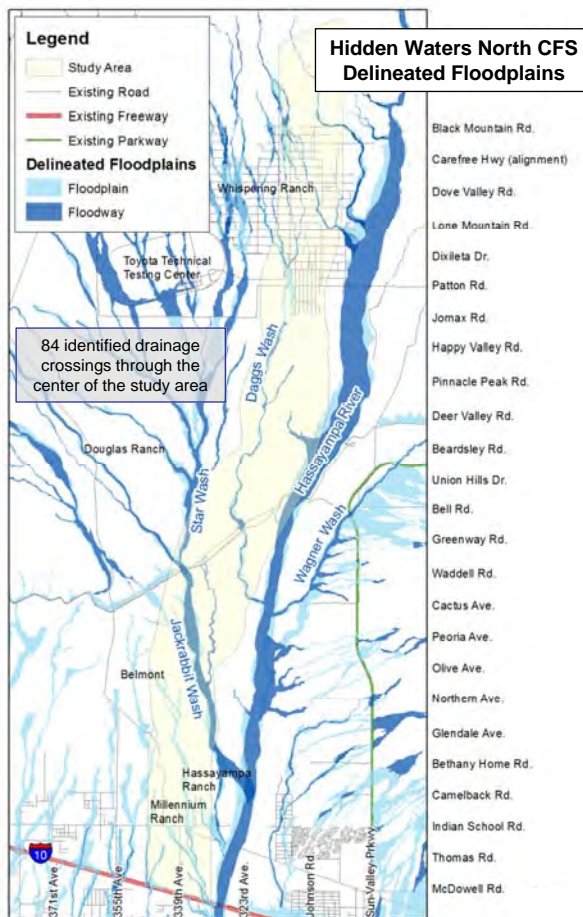 Hidden Waters North CFS
Delineated Floodplains
Legend
Study Area
Existing Road
Existing Freeway
Existing Parkway
Delineated Floodplains
Floodplain
Floodway
Whispering Ranch
Toyota Technical
Testing Center
84 identified drainage
crossings through the
center of the study area
Daggs Wash
Hassayampa River
Douglas Ranch
Star Wash
Wagner Wash
Jackrabbit Wash
Belmont
Hassayampa
Ranch
Millennium
Ranch
10
371st Ave.
355th Ave.
339th Ave.
323rd Ave.
Johnson Rd.
Sun-Valley-Prkwy
Black Mountain Rd.
Carefree Hwy (alignment)
Dove Valley Rd.
Lone Mountain Rd.
Dixileta Dr.
Patton Rd.
Jomax Rd.
Happy Valley Rd.
Pinnacle Peak Rd.
Deer Valley Rd.
Beardsley Rd.
Union Hills Dr.
Bell Rd.
Greenway Rd.
Waddell Rd.
Cactus Ave.
Peoria Ave.
Olive Ave.
Northern Ave.
Glendale Ave.
Bethany Home Rd.
Camelback Rd.
Indian School Rd.
Thomas Rd.
McDowell Rd.